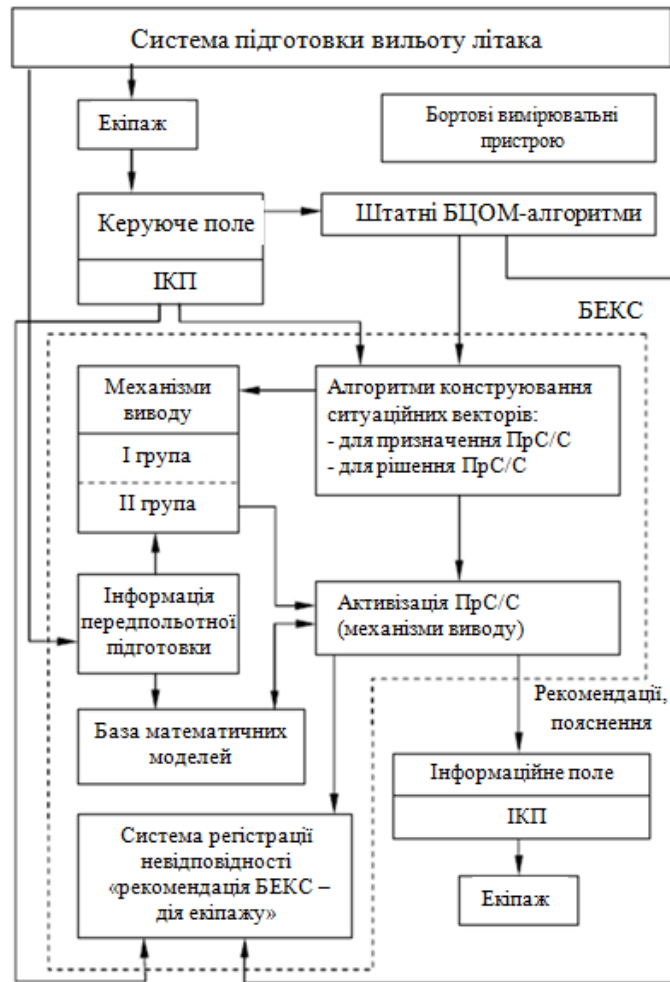 Система підготовки вильоту літака
Екіпаж
Бортові вимірювальні
пристрою
Керуюче поле
ІКП
Штатні БЦОМ-алгоритми
БЕКС
Механізми
виводу
I група
II група
Алгоритми конструювання
ситуаційних векторів:
- для призначення ПрС/С
- для рішення ПрС/С
Інформація
передпольотної
підготовки
Активізація ПрС/С
(механізми виводу)
База математичних
моделей
Рекомендації,
пояснення
Інформаційне поле
ІКП
Система регістрації
невідповідності
«рекомендація БЕКС –
дія екіпажу»
Екіпаж